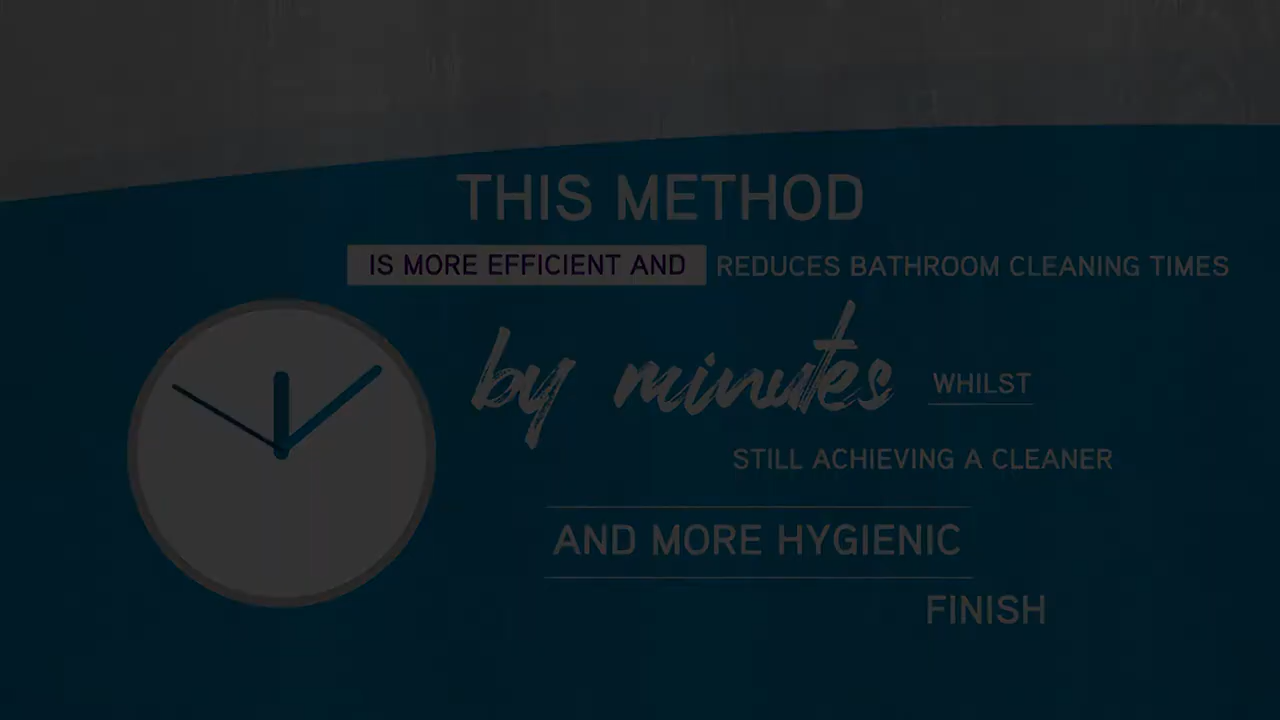 THIS METHOD
IS MORE EFFICIENT AND REDUCES BATHROOM CLEANING TIMES
by minutes WHILST
STILL ACHIEVING A CLEANER
AND MORE HYGIENIC
FINISH